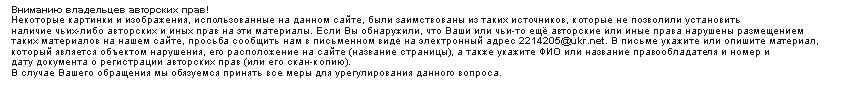 Вниманию владельцев авторских прав!
Некоторые картинки и изображения, использованные на данном сайте, были заимствованы из таких источников, которые не позволили установить
наличие чьих-либо авторских и иных прав на эти материалы. Если Вы обнаружили, что Ваши или чьи-то ещё авторские или иные права нарушены размещением
таких материалов на нашем сайте, просьба сообщить нам в письменном виде на электронный адрес 2214205@ukr.net. В письме укажите или опишите материал,
который является объектом нарушения, его расположение на сайте (название страницы), а также укажите ФИО или название правообладателя и номер и
дату документа о регистрации авторских прав (или его скан-копию).
В случае Вашего обращения мы обязуемся принять все меры для урегулирования данного вопроса.